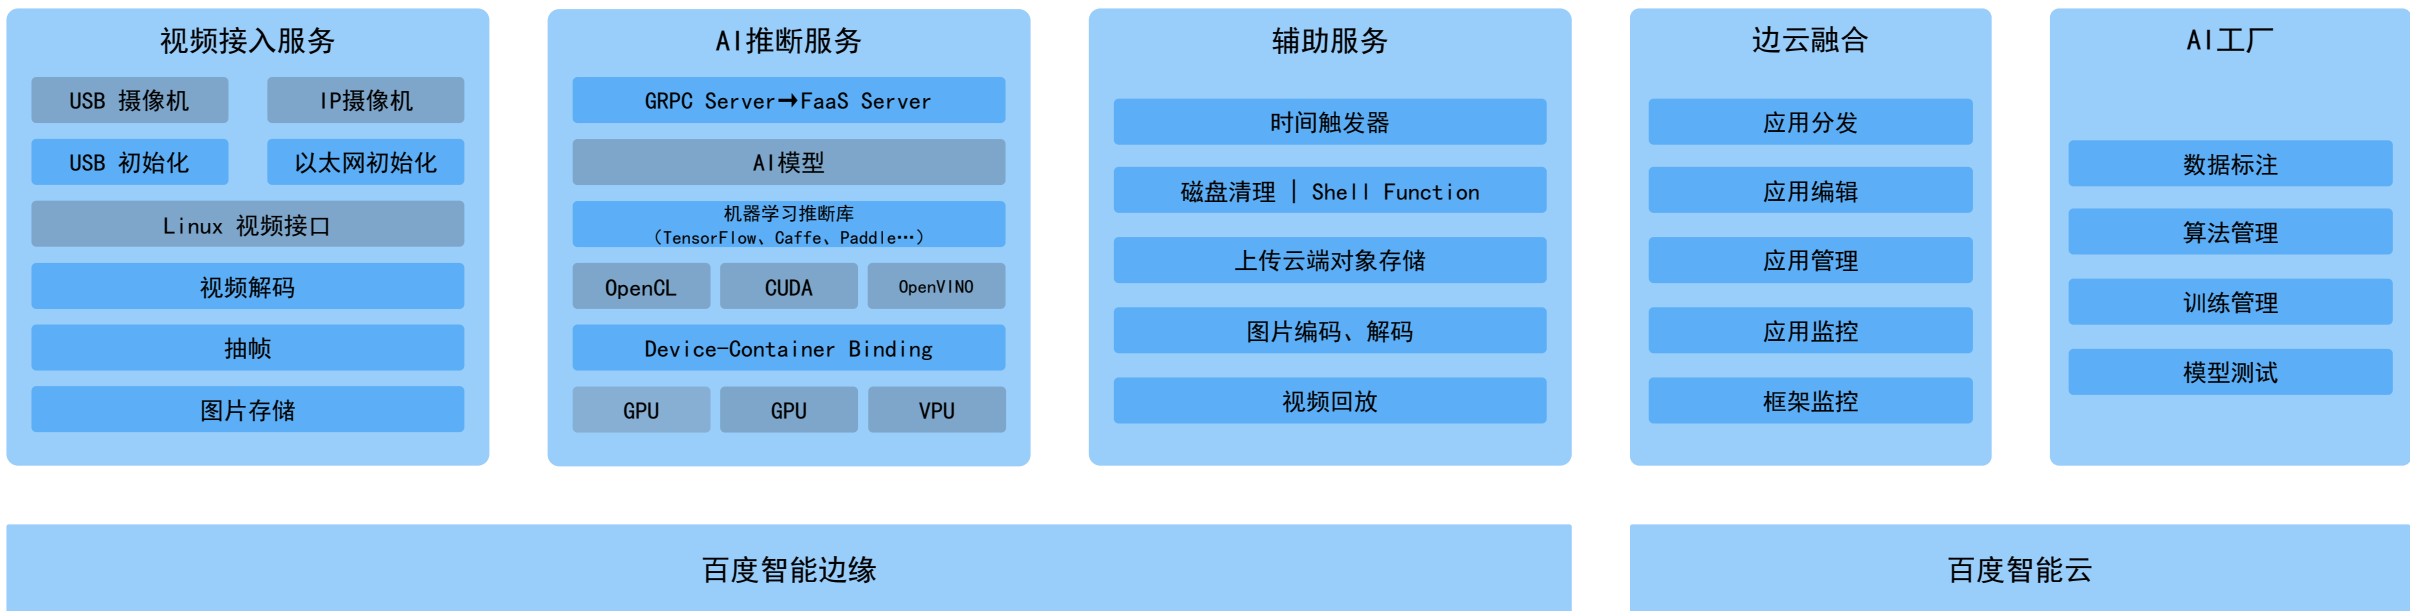 视频接入服务
USB 摄像机
IP摄像机
USB 初始化
以太网初始化
Linux 视频接口
视频解码
抽帧
图片存储
AI推断服务
GRPC Server→FaaS Server
AI模型
机器学习推断库
（TensorFlow、Caffe、Paddle…）
OpenCL
CUDA
OpenVINO
Device-Container Binding
GPU
GPU
VPU
辅助服务
时间触发器
磁盘清理 | Shell Function
上传云端对象存储
图片编码、解码
视频回放
边云融合
应用分发
应用编辑
应用管理
应用监控
框架监控
AI工厂
数据标注
算法管理
训练管理
模型测试
百度智能边缘
百度智能云